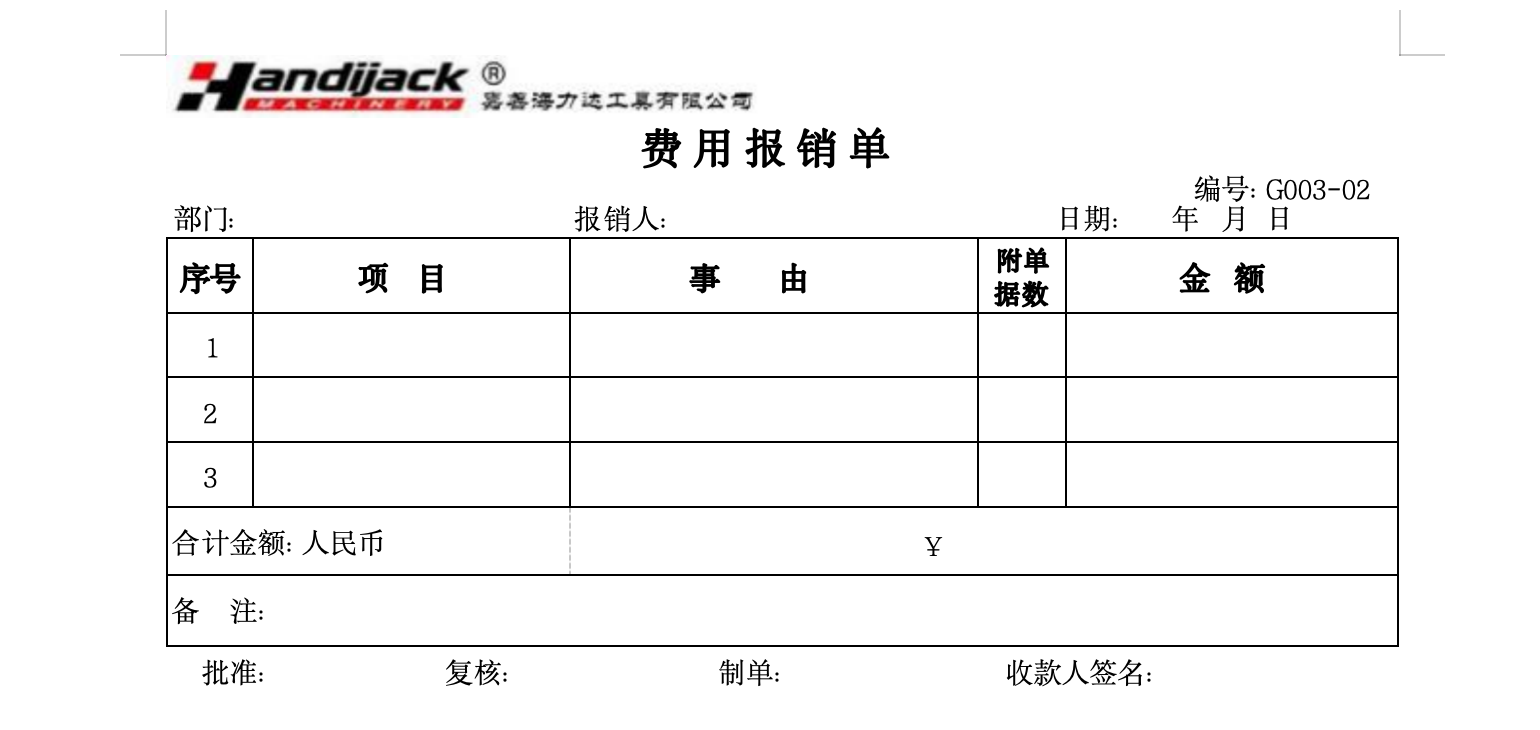 Handijack ®
MACHINERY
嘉善海力达工具有限公司
费用报销单
编号: G003-02
部门: 报销人: 日期: 年 月 日
序号 项 目 事 由 附单据数 金 额
1
2
3
合计金额: 人民币 ¥
备 注:
批准: 复核: 制单: 收款人签名: